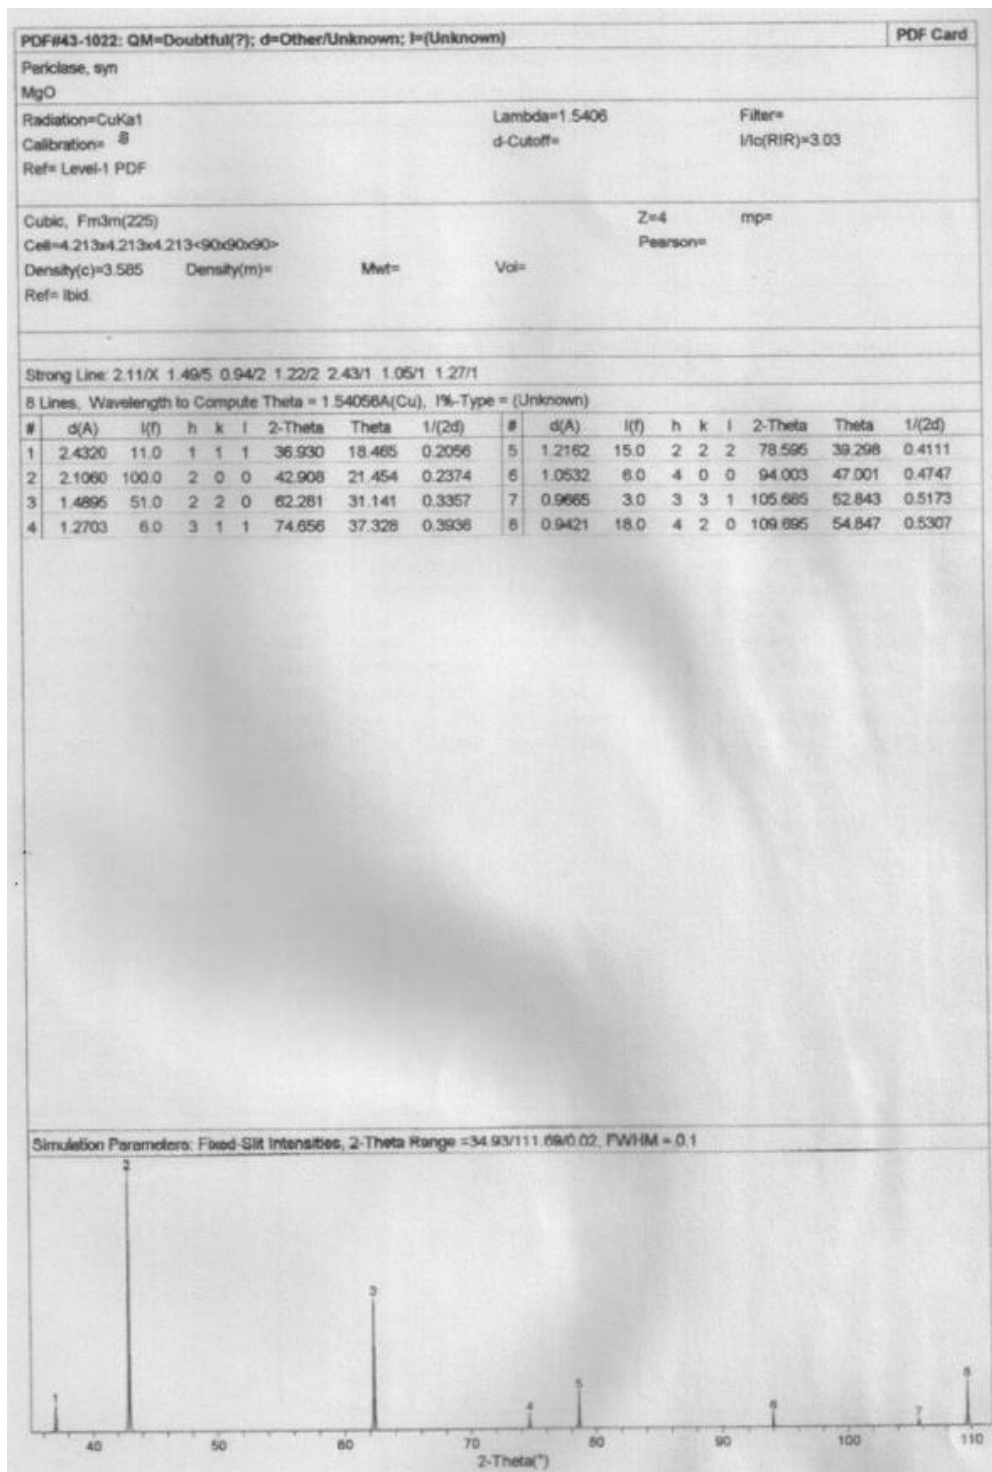 PDF#43-1022: QM=Doubtful(?); d=Other/Unknown; I=(Unknown) PDF Card
Periclase, syn
MgO
Radiation=CuKa1 Lambda=1.5406 Filter=
Calibration= d-Cutoff= I/Ic(RIR)=3.03
Ref= Level-1 PDF
Cubic, Fm3m(225) Z=4 mp=
Cell=4.213x4.213x4.213<90x90x90> Pearson=
Density(c)=3.585 Density(m)= Mwt= Vol=
Ref= Ibid.
Strong Line: 2.11/X 1.49/5 0.94/2 1.22/2 2.43/1 1.05/1 1.27/1
8 Lines, Wavelength to Compute Theta = 1.54056A(Cu), I%-Type = (Unknown)
# d(A) I(f) h k l 2-Theta Theta 1/(2d) # d(A) I(f) h k l 2-Theta Theta 1/(2d)
1 2.4320 11.0 1 1 1 36.930 18.465 0.2056 5 1.2162 15.0 2 2 2 78.595 39.298 0.4111
2 2.1060 100.0 2 0 0 42.908 21.454 0.2374 6 1.0532 6.0 4 0 0 94.003 47.001 0.4747
3 1.4895 51.0 2 2 0 62.281 31.141 0.3357 7 0.9665 3.0 3 3 1 105.685 52.843 0.5173
4 1.2703 6.0 3 1 1 74.656 37.328 0.3936 8 0.9421 18.0 4 2 0 109.695 54.847 0.5307
Simulation Parameters: Fixed-Slit Intensities, 2-Theta Range =34.93/111.69/0.02, FWHM = 0.1
2
3
1 4 5 6 7 8
40 50 60 70 80 90 100 110
2-Theta(°)